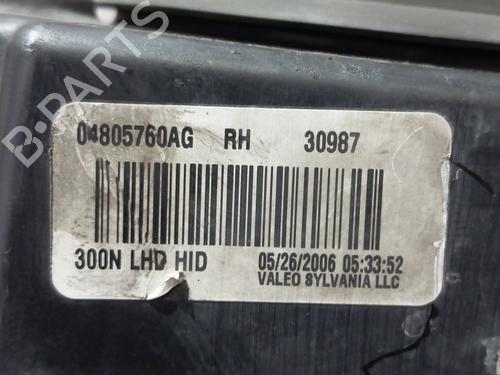 B-PARTS
04805760AG RH 30987
300N LHD HID 05/26/2006 05:33:52
VALEO SYLVANIA LLC